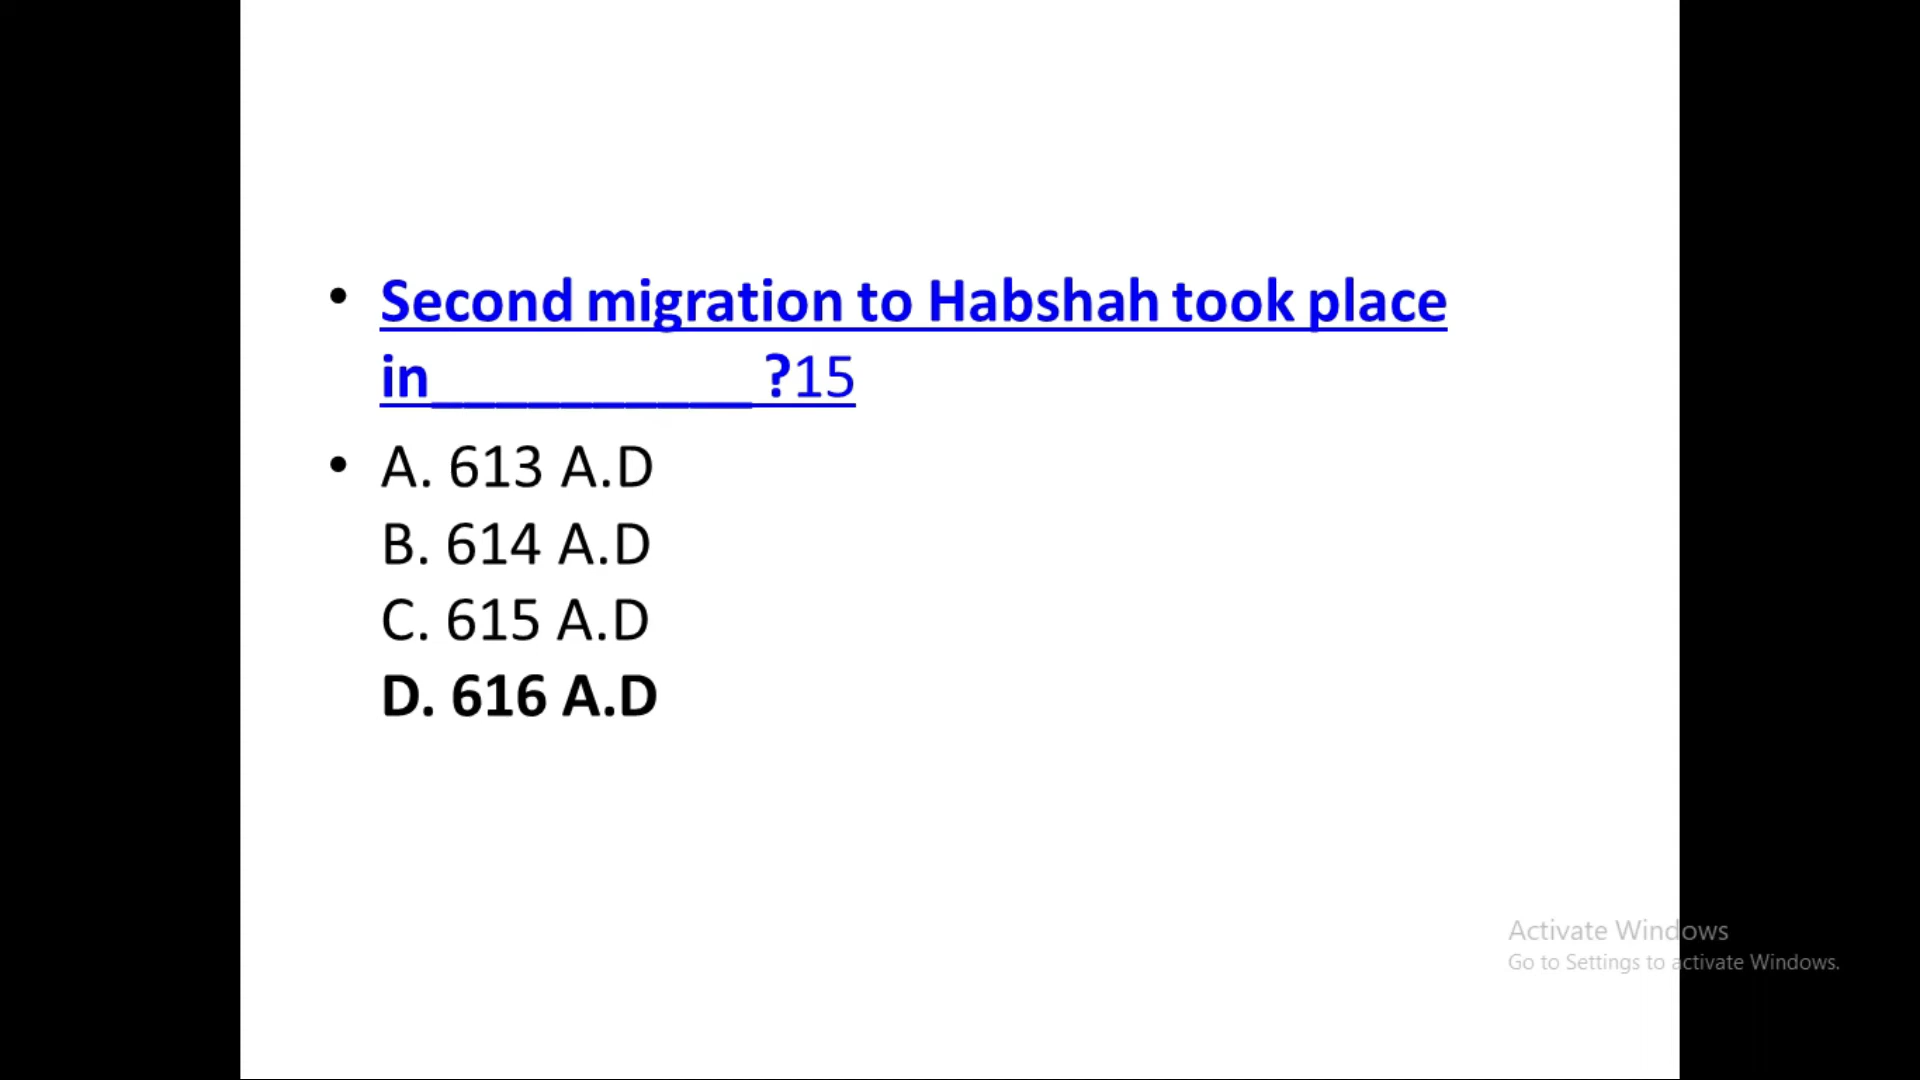 • Second migration to Habshah took place
in__________ ?15
• A. 613 A.D
B. 614 A.D
C. 615 A.D
D. 616 A.D
Activate Windows
Go to Settings to activate Windows.